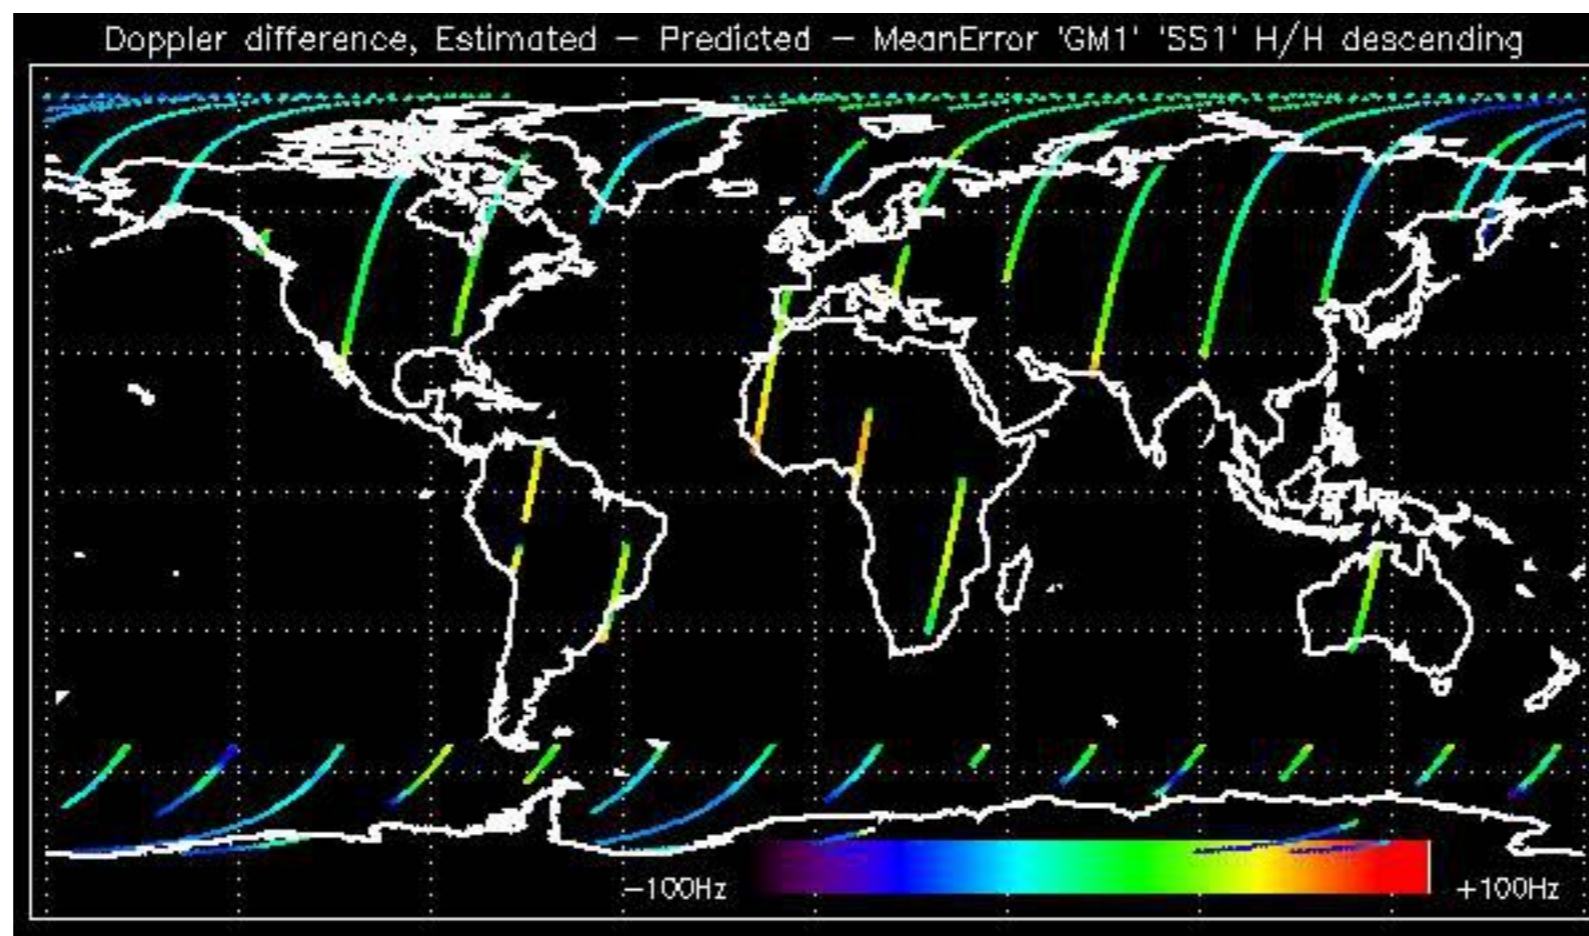 Doppler difference, Estimated – Predicted – MeanError 'GM1' 'SS1' H/H descending
–100Hz
+100Hz